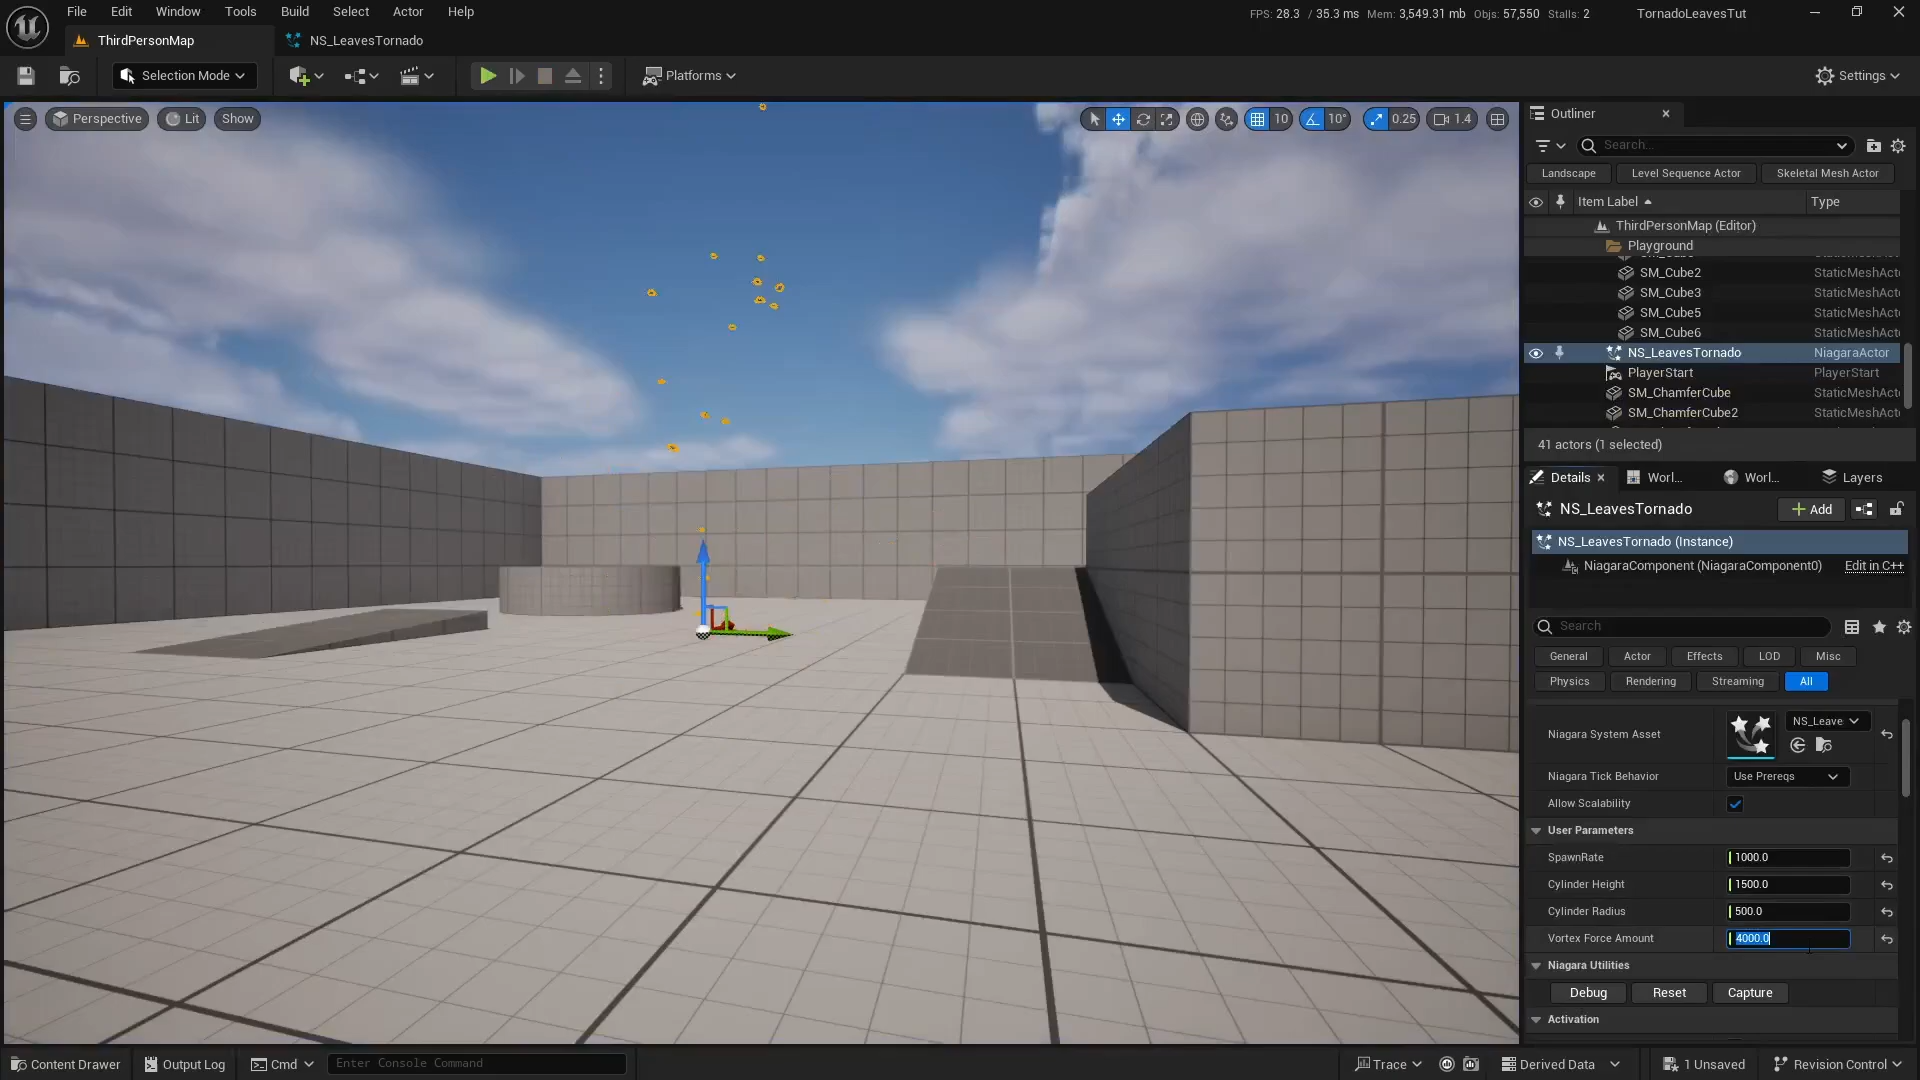 File Edit Window Tools Build Select Actor Help
FPS: 28.3 / 35.3 ms Mem: 3,549.31 mb Objs: 57,550 Stalls: 2
TornadoLeavesTut
ThirdPersonMap
NS_LeavesTornado
Selection Mode
Platforms
Settings
Perspective
Lit
Show
10
10°
0.25
1.4
Outliner
Search...
Landscape
Level Sequence Actor
Skeletal Mesh Actor
Item Label
Type
ThirdPersonMap (Editor)
Playground
SM_Cube2 StaticMeshAct
SM_Cube3 StaticMeshAct
SM_Cube5 StaticMeshAct
SM_Cube6 StaticMeshAct
NS_LeavesTornado NiagaraActor
PlayerStart PlayerStart
SM_ChamferCube StaticMeshAct
SM_ChamferCube2 StaticMeshAct
41 actors (1 selected)
Details
Worl...
Worl...
Layers
NS_LeavesTornado
Add
NS_LeavesTornado (Instance)
NiagaraComponent (NiagaraComponent0) Edit in C++
Search
General Actor Effects LOD Misc
Physics Rendering Streaming All
NS_Leave
Niagara System Asset
Niagara Tick Behavior Use Prereqs
Allow Scalability
User Parameters
SpawnRate 1000.0
Cylinder Height 1500.0
Cylinder Radius 500.0
Vortex Force Amount 4000.0
Niagara Utilities
Debug Reset Capture
Activation
Content Drawer
Output Log
Cmd
Enter Console Command
Trace
Derived Data
1 Unsaved
Revision Control